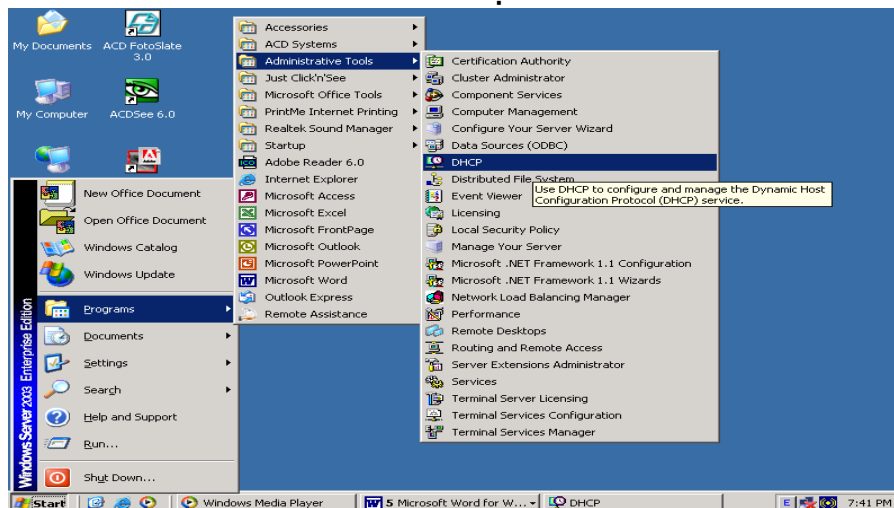 My Documents
ACD FotoSlate
3.0
My Computer
ACDSee 6.0
New Office Document
Open Office Document
Windows Catalog
Windows Update
Programs
Documents
Settings
Search
Help and Support
Run...
Shut Down...
Windows Server 2003 Enterprise Edition
Accessories
ACD Systems
Administrative Tools
Just Click'n'See
Microsoft Office Tools
PrintMe Internet Printing
Realtek Sound Manager
Startup
Adobe Reader 6.0
Internet Explorer
Microsoft Access
Microsoft Excel
Microsoft FrontPage
Microsoft Outlook
Microsoft PowerPoint
Microsoft Word
Outlook Express
Remote Assistance
Certification Authority
Cluster Administrator
Component Services
Computer Management
Configure Your Server Wizard
Data Sources (ODBC)
DHCP
Distributed File System
Event Viewer
Licensing
Local Security Policy
Manage Your Server
Microsoft .NET Framework 1.1 Configuration
Microsoft .NET Framework 1.1 Wizards
Network Load Balancing Manager
Performance
Remote Desktops
Routing and Remote Access
Server Extensions Administrator
Services
Terminal Server Licensing
Terminal Services Configuration
Terminal Services Manager
Use DHCP to configure and manage the Dynamic Host
Configuration Protocol (DHCP) service.
Start
Windows Media Player
5 Microsoft Word for W...
DHCP
E
7:41 PM